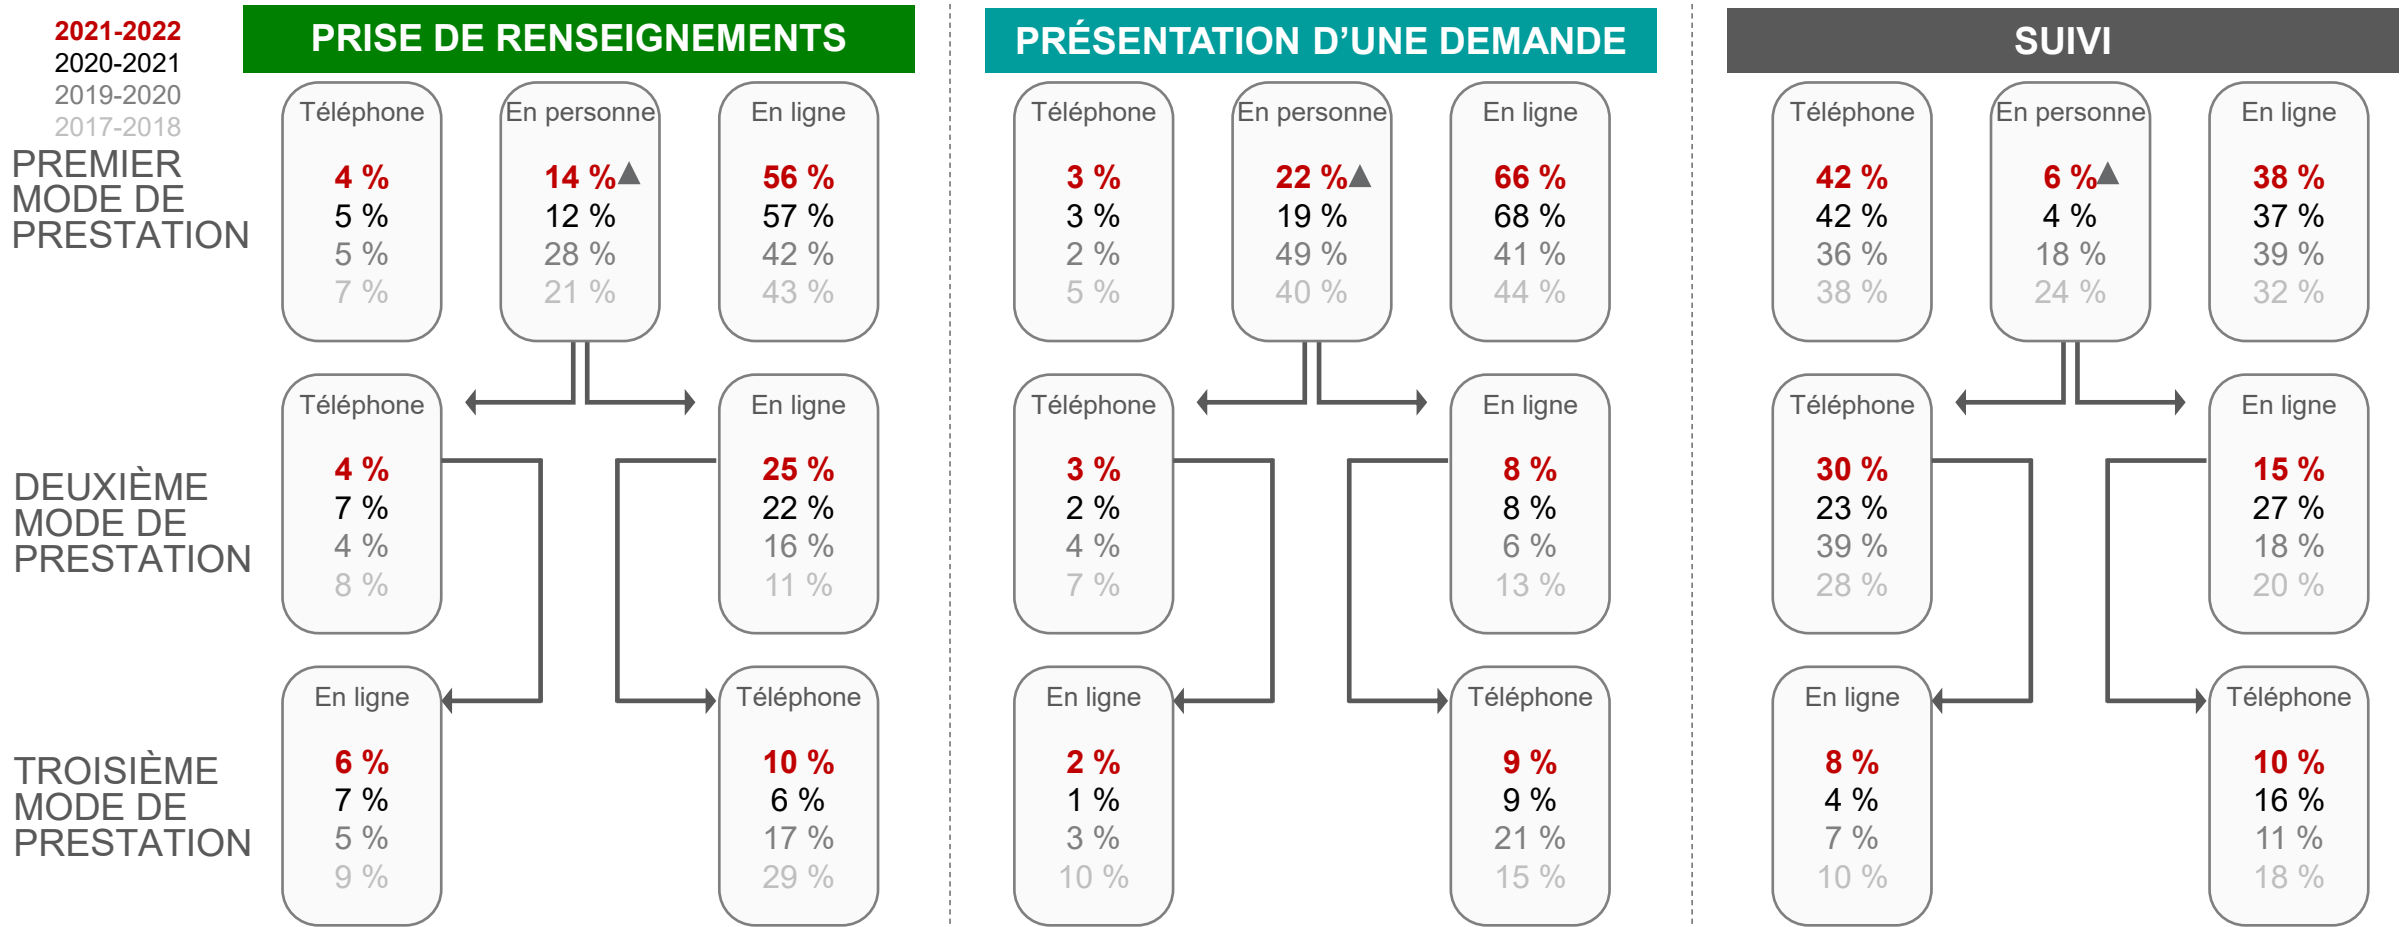 2021-2022
2020-2021
2019-2020
2017-2018
PRISE DE RENSEIGNEMENTS
PRÉSENTATION D’UNE DEMANDE
SUIVI
PREMIER
MODE DE
PRESTATION
Téléphone
4 %
5 %
5 %
7 %
En personne
14 %▲
12 %
28 %
21 %
En ligne
56 %
57 %
42 %
43 %
Téléphone
3 %
3 %
2 %
5 %
En personne
22 %▲
19 %
49 %
40 %
En ligne
66 %
68 %
41 %
44 %
Téléphone
42 %
42 %
36 %
38 %
En personne
6 %▲
4 %
18 %
24 %
En ligne
38 %
37 %
39 %
32 %
DEUXIÈME
MODE DE
PRESTATION
Téléphone
4 %
7 %
4 %
8 %
En ligne
25 %
22 %
16 %
11 %
Téléphone
3 %
2 %
4 %
7 %
En ligne
8 %
8 %
6 %
13 %
Téléphone
30 %
23 %
39 %
28 %
En ligne
15 %
27 %
18 %
20 %
TROISIÈME
MODE DE
PRESTATION
En ligne
6 %
7 %
5 %
9 %
Téléphone
10 %
6 %
17 %
29 %
En ligne
2 %
1 %
3 %
10 %
Téléphone
9 %
9 %
21 %
15 %
En ligne
8 %
4 %
7 %
10 %
Téléphone
10 %
16 %
11 %
18 %